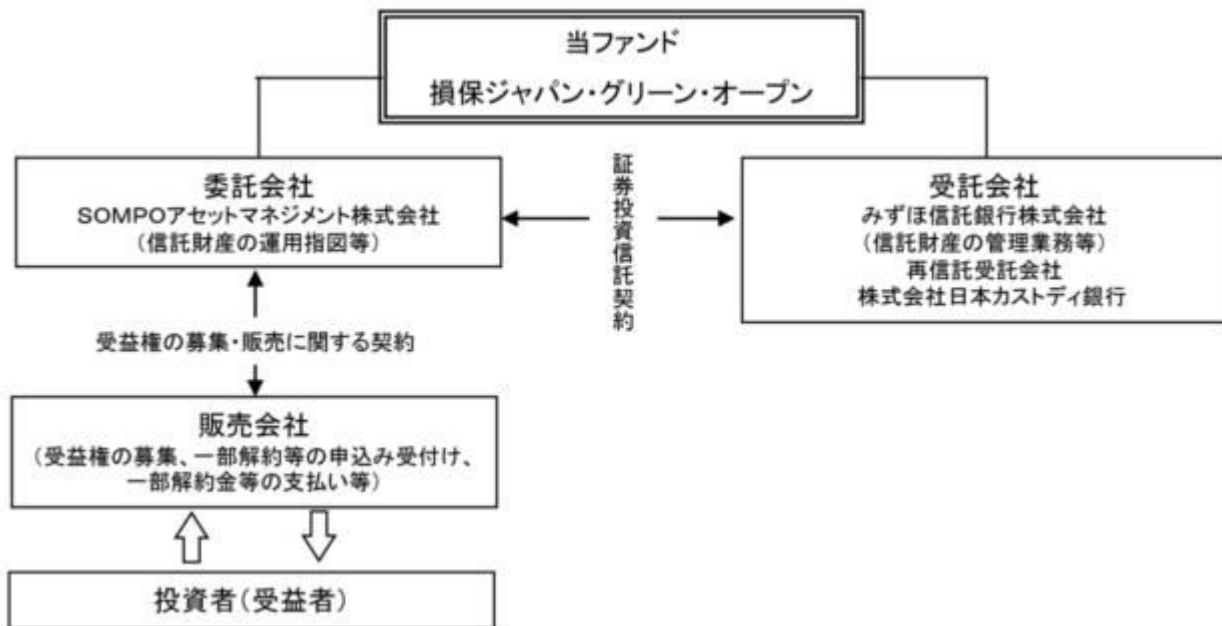 当ファンド
損保ジャパン・グリーン・オープン
委託会社
SOMPOアセットマネジメント株式会社
（信託財産の運用指図等）
証券投資信託契約
受託会社
みずほ信託銀行株式会社
（信託財産の管理業務等）
再信託受託会社
株式会社日本カストディ銀行
受益権の募集・販売に関する契約
販売会社
（受益権の募集、一部解約等の申込み受付け、
一部解約金等の支払い等）
投資者（受益者）